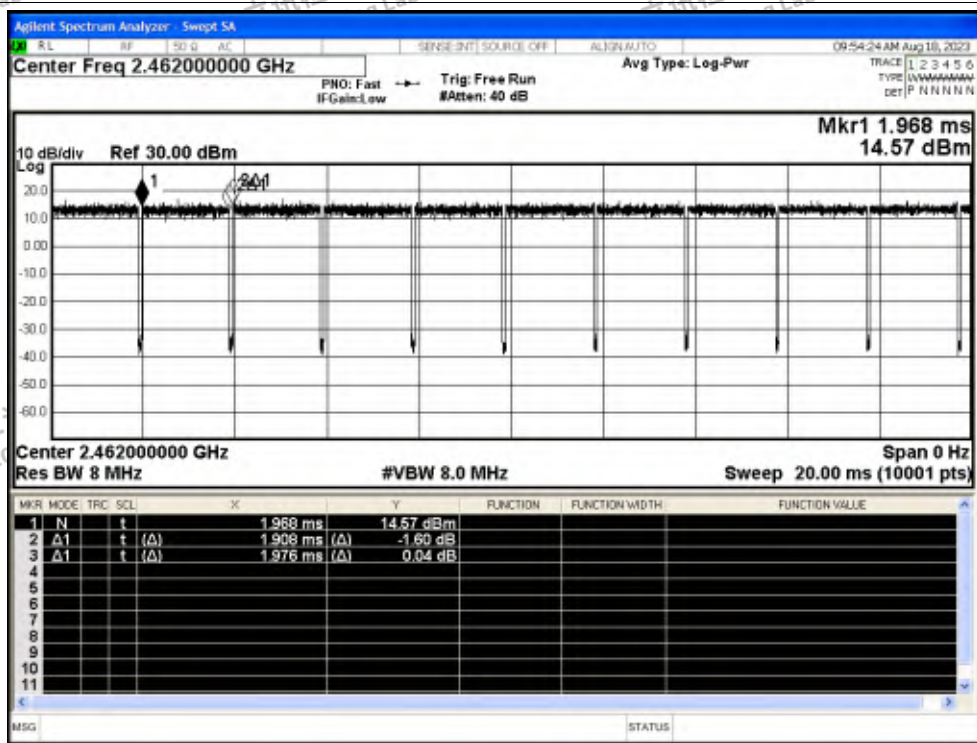 Agilent Spectrum Analyzer - Swept SA
RL RF 50 Ω AC SENSE:INT SOURCE OFF ALIGN AUTO 09:54:24 AM Aug 18, 2023
Center Freq 2.462000000 GHz
PNO: Fast
IFGain:Low
Trig: Free Run
#Atten: 40 dB
Avg Type: Log-Pwr
TRACE 1 2 3 4 5 6
TYPE
DET P N N N N N
Mkr1 1.968 ms
14.57 dBm
10 dB/div Ref 30.00 dBm
Log
1
20.0
10.0
0.00
-10.0
-20.0
-30.0
-40.0
-50.0
-60.0
Center 2.462000000 GHz Span 0 Hz
Res BW 8 MHz #VBW 8.0 MHz Sweep 20.00 ms (10001 pts)
MKR MODE TRC SCL X Y FUNCTION FUNCTION WIDTH FUNCTION VALUE
1 N t 1.968 ms 14.57 dBm
2 Δ1 t (Δ) 1.908 ms (Δ) -1.60 dB
3 Δ1 t (Δ) 1.976 ms (Δ) 0.04 dB
4
5
6
7
8
9
10
11
MSG STATUS